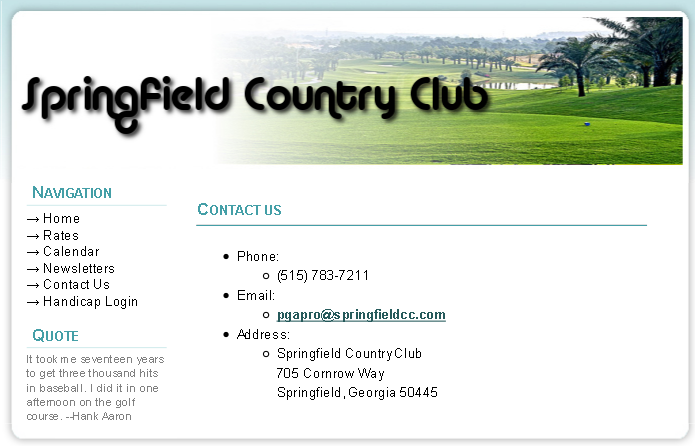 Springfield Country Club
NAVIGATION
→ Home
→ Rates
→ Calendar
→ Newsletters
→ Contact Us
→ Handicap Login
QUOTE
It took me seventeen years
to get three thousand hits
in baseball. I did it in one
afternoon on the golf
course. --Hank Aaron
CONTACT US
Phone:
(515) 783-7211
Email:
pgapro@springfieldcc.com
Address:
Springfield Country Club
705 Cornrow Way
Springfield, Georgia 50445